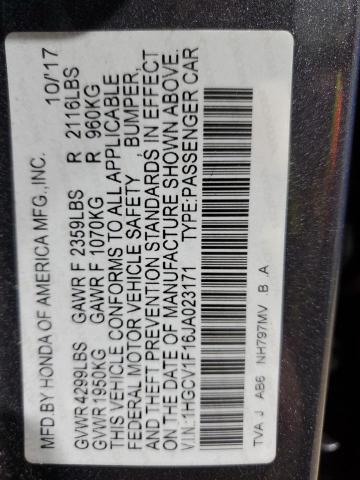 MFD.BY HONDA OF AMERICA MFG.,INC. 10/'17
GVWR 4299LBS GAWR F 2359LBS R 2116LBS
GVWR 1950KG GAWR F 1070KG R 960KG
THIS VEHICLE CONFORMS TO ALL APPLICABLE
FEDERAL MOTOR VEHICLE SAFETY BUMPER,
AND THEFT PREVENTION STANDARDS IN EFFECT
ON THE DATE OF MANUFACTURE SHOWN ABOVE.
V.I.N:1HGCV1F16JA023171 TYPE:PASSENGER CAR
TVA J AB6 NH797MV .B .A